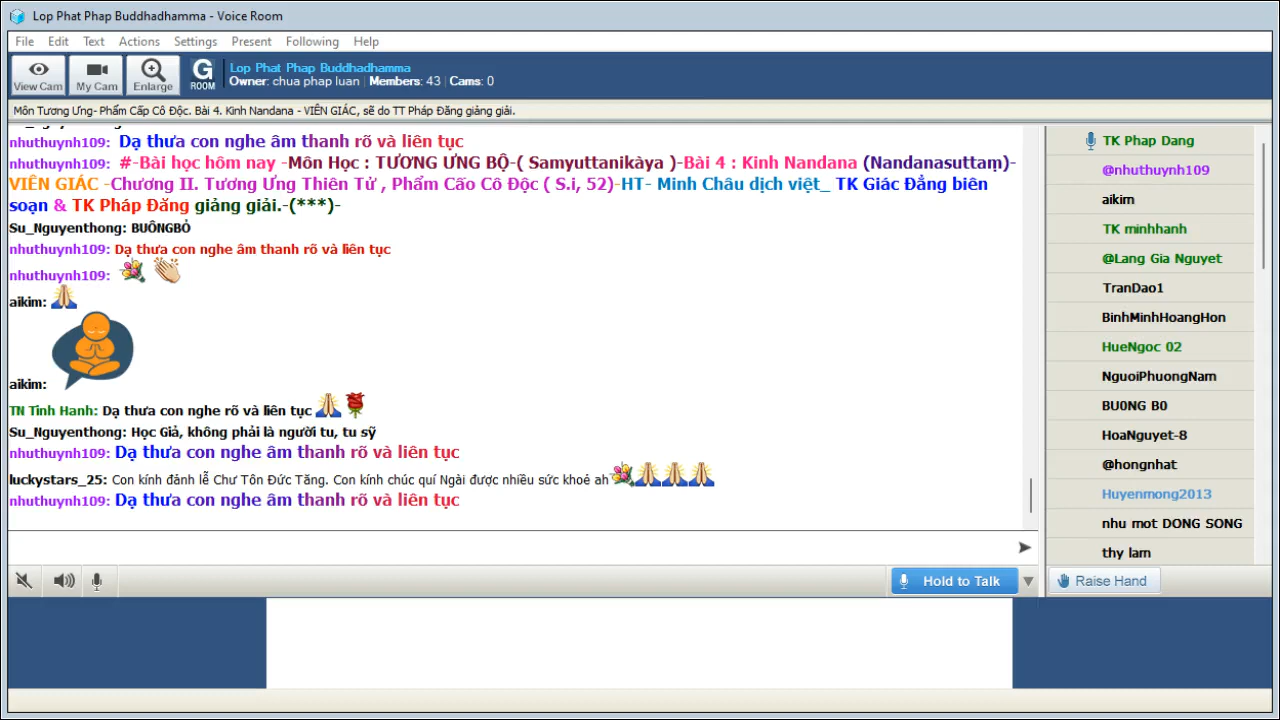 Lop Phat Phap Buddhadhamma - Voice Room
File Edit Text Actions Settings Present Following Help
View Cam My Cam Enlarge G ROOM
Lop Phat Phap Buddhadhamma
Owner: chua phap luan Members: 43 Cams: 0
Môn Tương Ưng- Phẩm Cấp Cô Độc. Bài 4. Kinh Nandana - VIÊN GIÁC, sẽ do TT Pháp Đăng giảng giải.
nhuthuynh109: Dạ thưa con nghe âm thanh rõ và liên tục
nhuthuynh109: #-Bài học hôm nay -Môn Học : TƯƠNG ƯNG BỘ-( Samyuttanikàya )-Bài 4 : Kinh Nandana (Nandanasuttaṃ)-
VIÊN GIÁC -Chương II. Tương Ưng Thiên Tử , Phẩm Cấo Cô Độc ( S.i, 52)-HT- Minh Châu dịch việt_ TK Giác Đẳng biên
soạn & TK Pháp Đăng giảng giải.-(***)-
Su_Nguyenthong: BUÔNGBỎ
nhuthuynh109: Dạ thưa con nghe âm thanh rõ và liên tục
nhuthuynh109:
aikim:
aikim:
TN Tinh Hanh: Dạ thưa con nghe rõ và liên tục
Su_Nguyenthong: Học Giả, không phải là người tu, tu sỹ
nhuthuynh109: Dạ thưa con nghe âm thanh rõ và liên tục
luckystars_25: Con kính đảnh lễ Chư Tôn Đức Tăng. Con kính chúc quí Ngài được nhiều sức khoẻ ah
nhuthuynh109: Dạ thưa con nghe âm thanh rõ và liên tục
Hold to Talk
TK Phap Dang
@nhuthuynh109
aikim
TK minhhanh
@Lang Gia Nguyet
TranDao1
BinhMinhHoangHon
HueNgoc 02
NguoiPhuongNam
BU0NG B0
HoaNguyet-8
@hongnhat
Huyenmong2013
nhu mot DONG SONG
thy lam
Raise Hand